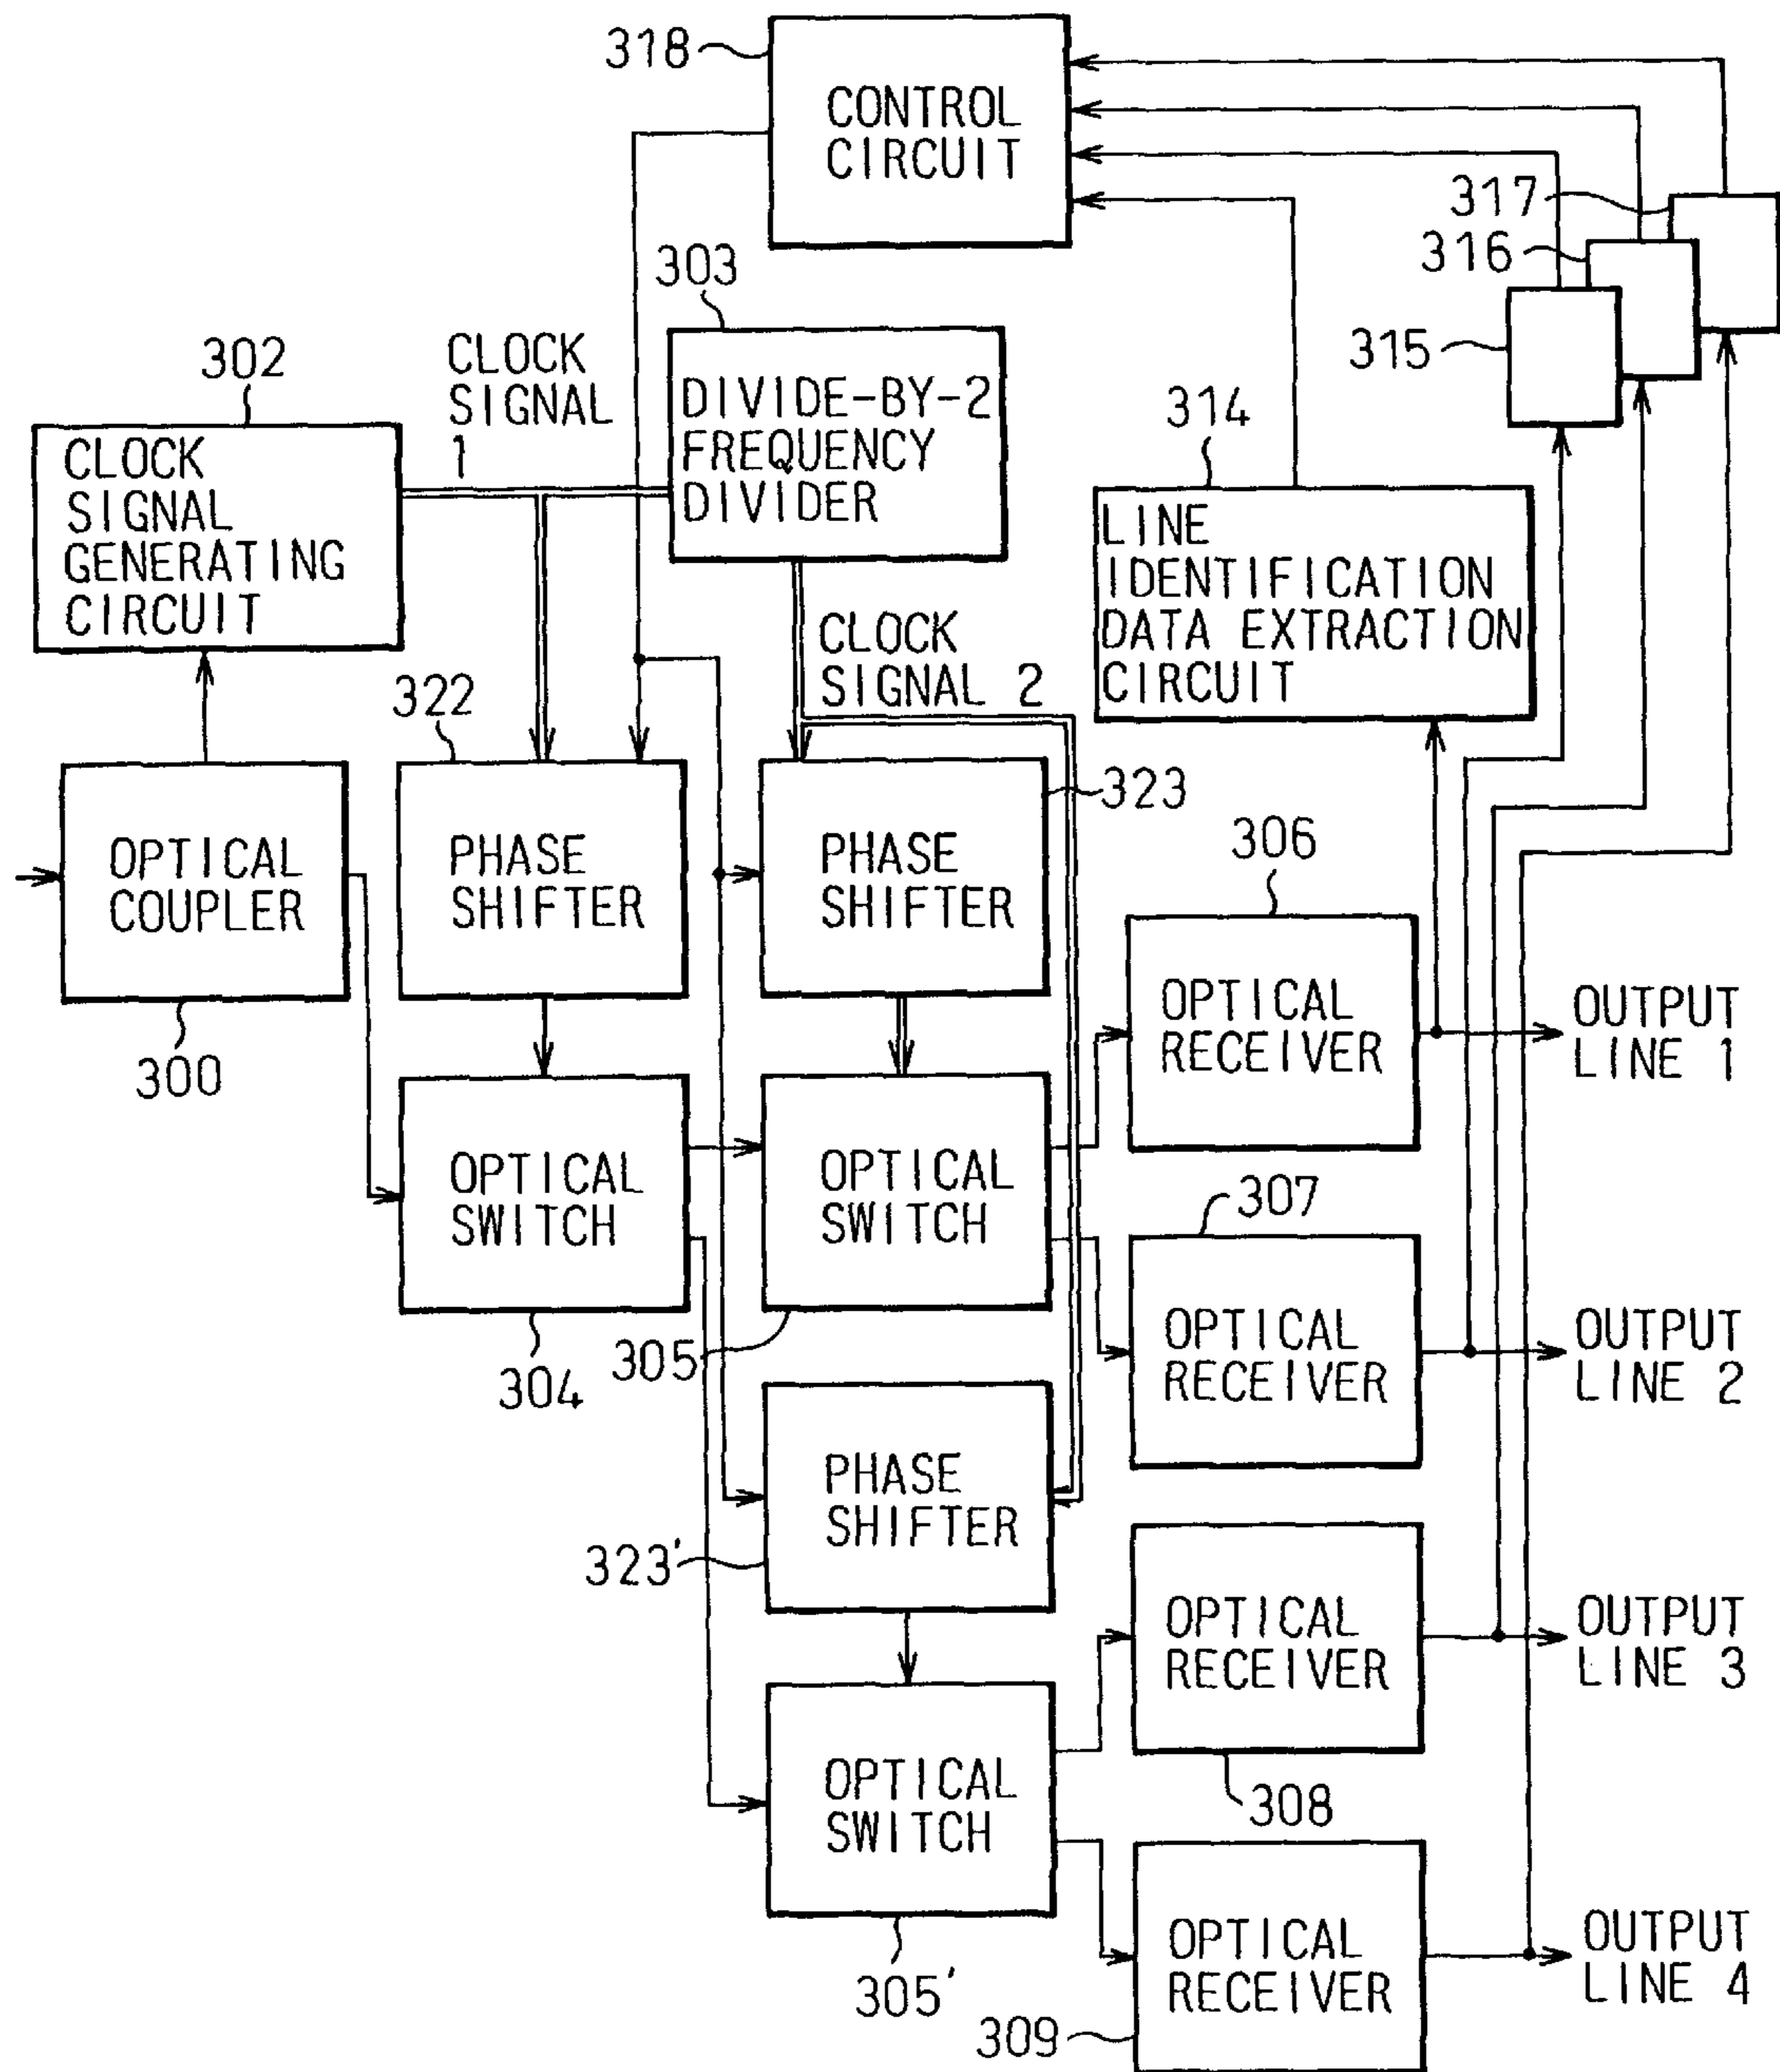 318
CONTROL
CIRCUIT
317
316
315
303
302
CLOCK
SIGNAL
1
DIVIDE-BY-2
FREQUENCY
DIVIDER
314
CLOCK
SIGNAL
GENERATING
CIRCUIT
LINE
IDENTIFICATION
DATA EXTRACTION
CIRCUIT
CLOCK
SIGNAL 2
322
323
OPTICAL
COUPLER
300
PHASE
SHIFTER
PHASE
SHIFTER
306
OPTICAL
RECEIVER
OUTPUT
LINE 1
OPTICAL
SWITCH
304
OPTICAL
SWITCH
305
307
OPTICAL
RECEIVER
OUTPUT
LINE 2
PHASE
SHIFTER
323'
OPTICAL
RECEIVER
308
OUTPUT
LINE 3
OPTICAL
SWITCH
305'
OPTICAL
RECEIVER
309
OUTPUT
LINE 4